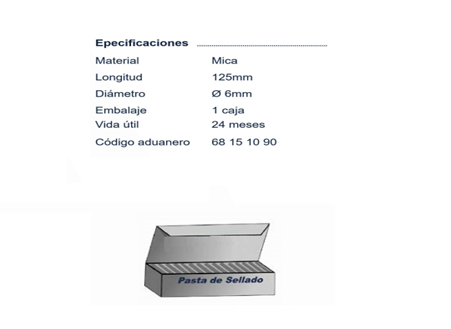 Epecificaciones
Material Mica
Longitud 125mm
Diámetro Ø 6mm
Embalaje 1 caja
Vida útil 24 meses
Código aduanero 68 15 10 90
Pasta de Sellado